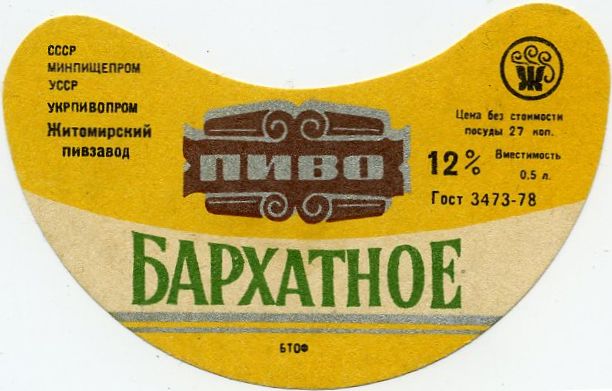 СССР
МИНПИЩЕПРОМ
УССР
УКРПИВОПРОМ
Житомирский
пивзавод
ПИВО
Ж
Цена без стоимости
посуды 27 коп.
12% Вместимость
0.5 л.
Гост 3473-78
БАРХАТНОЕ
БТОФ